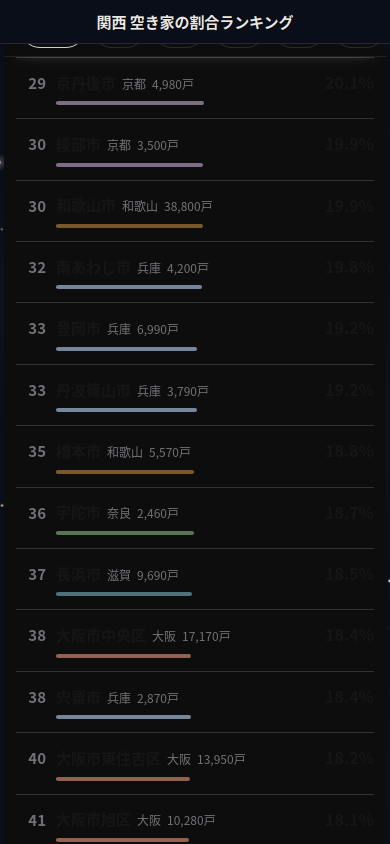 関西 空き家の割合ランキング
29 京丹後市 京都 4,980戸 20.1%
30 綾部市 京都 3,500戸 19.9%
30 和歌山市 和歌山 38,800戸 19.9%
32 南あわじ市 兵庫 4,200戸 19.8%
33 豊岡市 兵庫 6,990戸 19.2%
33 丹波篠山市 兵庫 3,790戸 19.2%
35 橋本市 和歌山 5,570戸 18.8%
36 宇陀市 奈良 2,460戸 18.7%
37 長浜市 滋賀 9,690戸 18.5%
38 大阪市中央区 大阪 17,170戸 18.4%
38 宍粟市 兵庫 2,870戸 18.4%
40 大阪市東住吉区 大阪 13,950戸 18.2%
41 大阪市旭区 大阪 10,280戸 18.1%